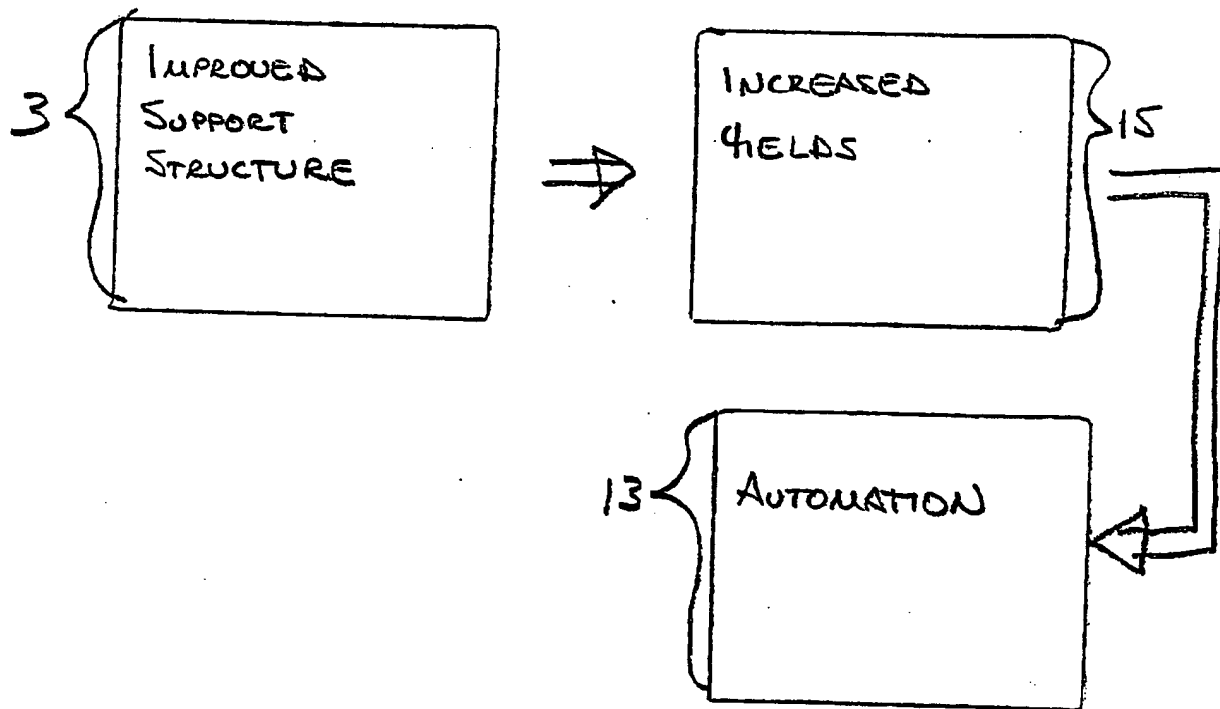 3
IMPROVED
SUPPORT
STRUCTURE
INCREASED
YIELDS
15
13
AUTOMATION